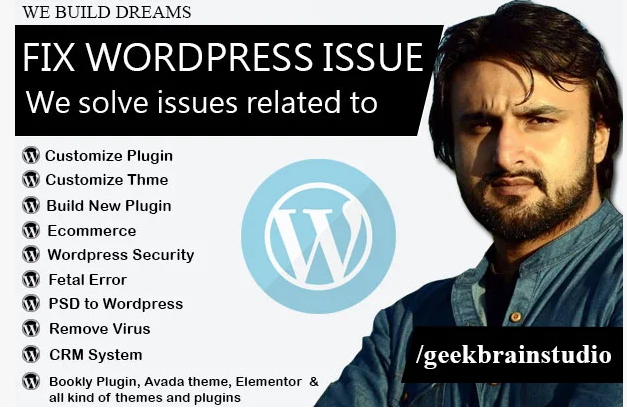 WE BUILD DREAMS
FIX WORDPRESS ISSUE
We solve issues related to
Customize Plugin
Customize Thme
Build New Plugin
Ecommerce
Wordpress Security
Fetal Error
PSD to Wordpress
Remove Virus
CRM System
Bookly Plugin, Avada theme, Elementor &
all kind of themes and plugins
/geekbrainstudio